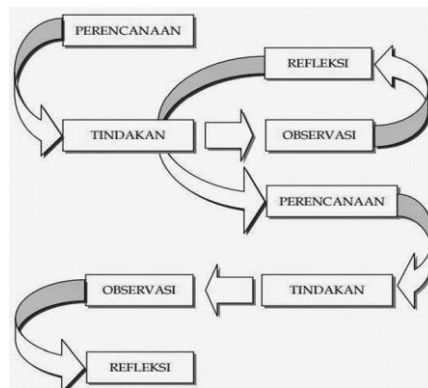 PERENCANAAN
REFLEKSI
TINDAKAN
OBSERVASI
PERENCANAAN
OBSERVASI
TINDAKAN
REFLEKSI